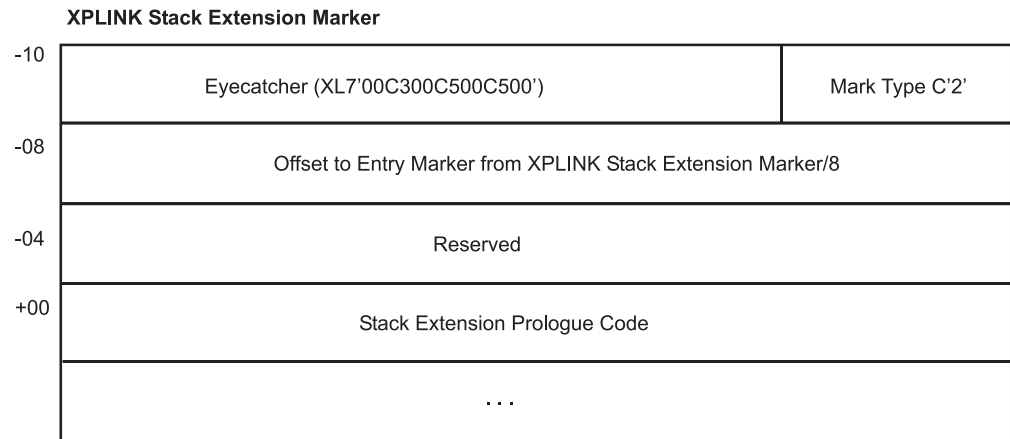 XPLINK Stack Extension Marker
-10
Eyecatcher (XL7’00C300C500C500’)
Mark Type C’2’
-08
Offset to Entry Marker from XPLINK Stack Extension Marker/8
-04
Reserved
+00
Stack Extension Prologue Code
. . .